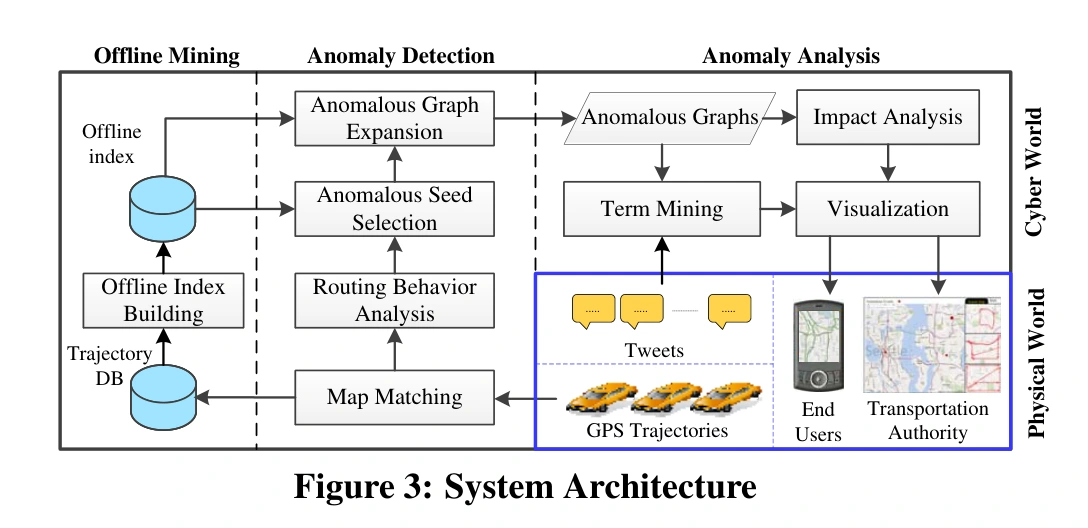 Offline Mining
Anomaly Detection
Anomaly Analysis
Offline
index
Offline Index
Building
Trajectory
DB
Anomalous Graph
Expansion
Anomalous Seed
Selection
Routing Behavior
Analysis
Map Matching
Anomalous Graphs
Impact Analysis
Term Mining
Visualization
.....
.....
.....
Tweets
GPS Trajectories
End
Users
Transportation
Authority
Cyber World
Physical World
Figure 3: System Architecture